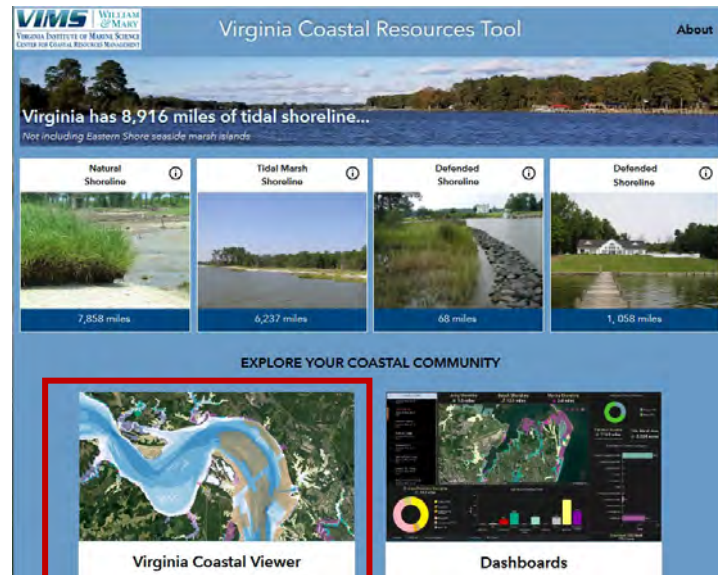 VIMS WILLIAM & MARY
VIRGINIA INSTITUTE OF MARINE SCIENCE
CENTER FOR COASTAL RESOURCES MANAGEMENT
Virginia Coastal Resources Tool
About
Virginia has 8,916 miles of tidal shoreline...
Not including Eastern Shore seaside marsh islands
Natural
Shoreline
7,858 miles
Tidal Marsh
Shoreline
6,237 miles
Defended
Shoreline
68 miles
Defended
Shoreline
1, 058 miles
EXPLORE YOUR COASTAL COMMUNITY
Virginia Coastal Viewer
Dashboards